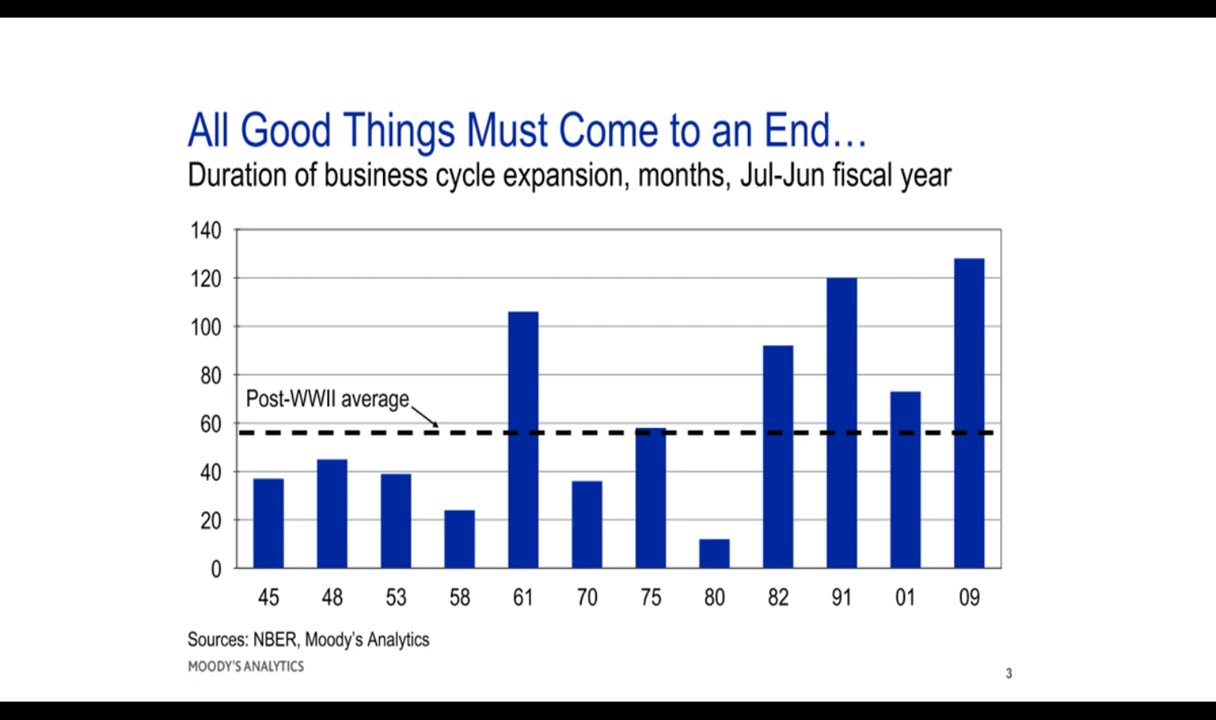 All Good Things Must Come to an End…
Duration of business cycle expansion, months, Jul-Jun fiscal year
140
120
100
80
Post-WWII average
60
40
20
0
45 48 53 58 61 70 75 80 82 91 01 09
Sources: NBER, Moody's Analytics
MOODY'S ANALYTICS
3